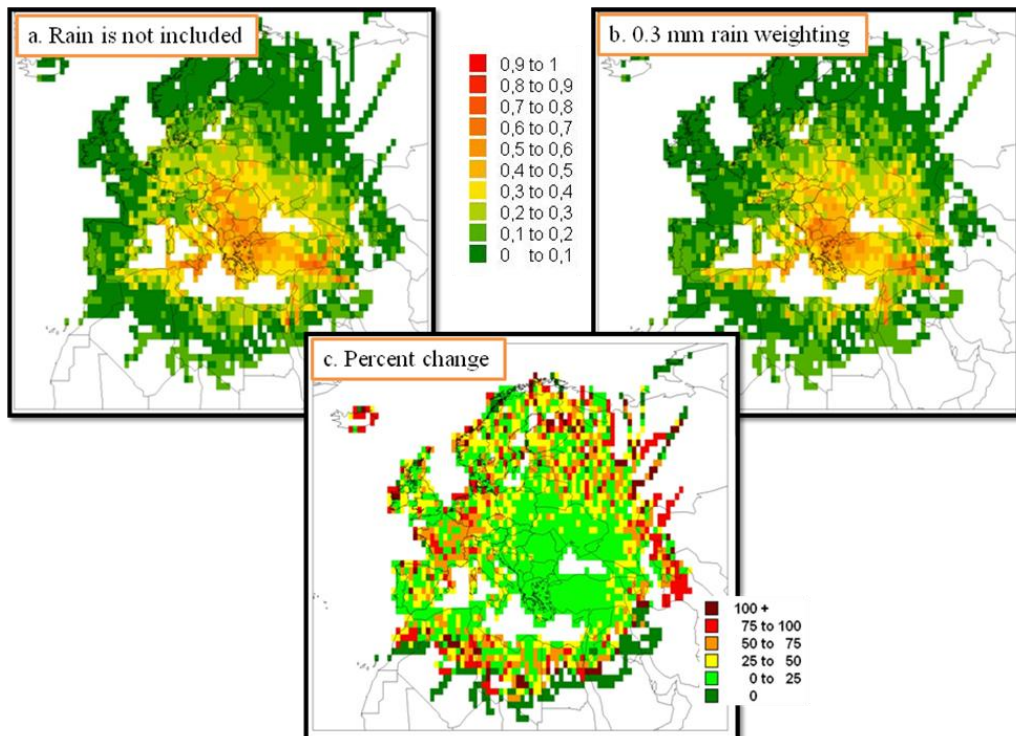 a. Rain is not included
0,9 to 1
0,8 to 0,9
0,7 to 0,8
0,6 to 0,7
0,5 to 0,6
0,4 to 0,5
0,3 to 0,4
0,2 to 0,3
0,1 to 0,2
0 to 0,1
b. 0.3 mm rain weighting
c. Percent change
100 +
75 to 100
50 to 75
25 to 50
0 to 25
0